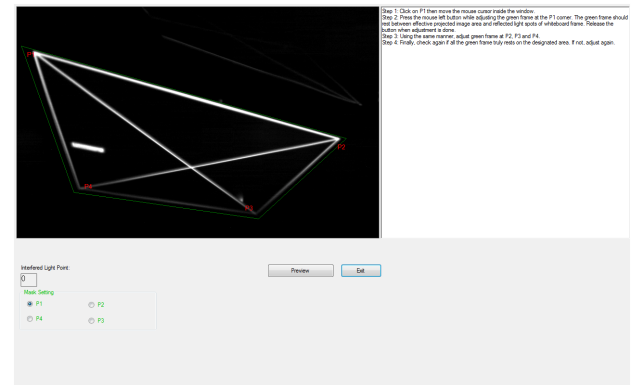 Step 1: Click on P1 then move the mouse cursor inside the window.
Step 2: Press the mouse left button while adjusting the green frame at the P1 corner. The green frame should
rest between effective projected image area and reflected light spots of whiteboard frame. Release the
button when adjustment is done.
Step 3: Using the same manner, adjust green frame at P2, P3 and P4.
Step 4: Finally, check again if all the green frame truly rests on the designated area. If not, adjust again.
P1
P2
P4
P3
Interfered Light Point:
0
Preview
Exit
Mask Setting
P1
P2
P4
P3